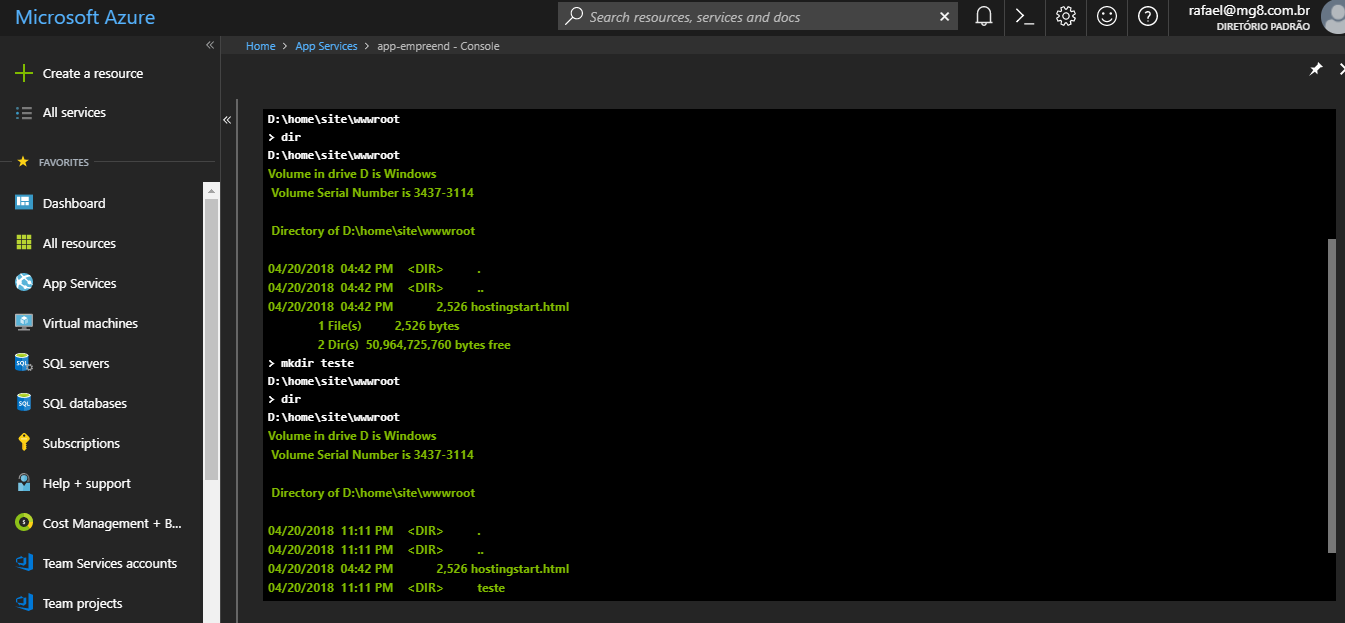 Microsoft Azure
Search resources, services and docs
rafael@mg8.com.br
DIRETÓRIO PADRÃO
Home > App Services > app-empreend - Console
Create a resource
All services
FAVORITES
Dashboard
All resources
App Services
Virtual machines
SQL servers
SQL databases
Subscriptions
Help + support
Cost Management + B...
Team Services accounts
Team projects
D:\home\site\wwwroot
> dir
D:\home\site\wwwroot
Volume in drive D is Windows
Volume Serial Number is 3437-3114
Directory of D:\home\site\wwwroot
04/20/2018 04:42 PM <DIR> .
04/20/2018 04:42 PM <DIR> ..
04/20/2018 04:42 PM 2,526 hostingstart.html
1 File(s) 2,526 bytes
2 Dir(s) 50,964,725,760 bytes free
> mkdir teste
D:\home\site\wwwroot
> dir
D:\home\site\wwwroot
Volume in drive D is Windows
Volume Serial Number is 3437-3114
Directory of D:\home\site\wwwroot
04/20/2018 11:11 PM <DIR> .
04/20/2018 11:11 PM <DIR> ..
04/20/2018 04:42 PM 2,526 hostingstart.html
04/20/2018 11:11 PM <DIR> teste